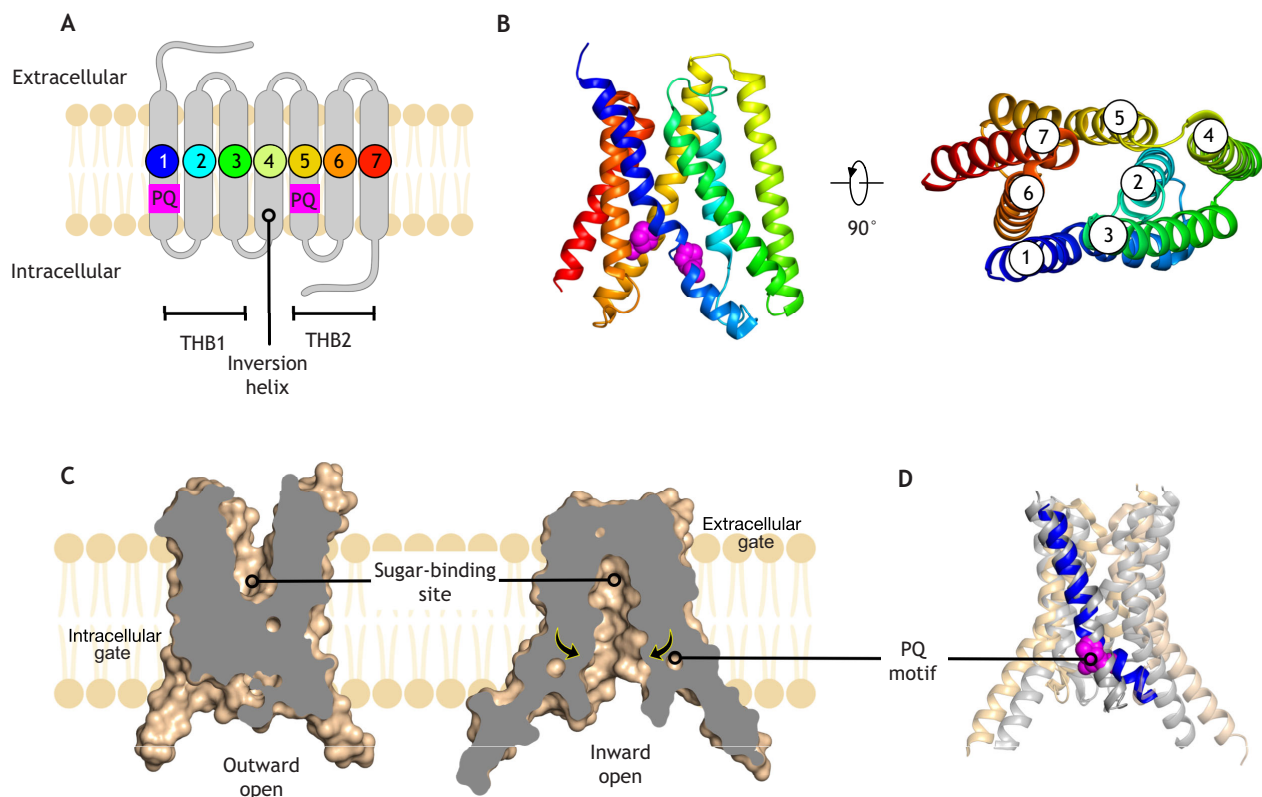 A
Extracellular
1 2 3 4 5 6 7
PQ PQ
Intracellular
THB1
THB2
Inversion
helix
B
90°
7
5
4
2
6
3
1
C
Sugar-binding
site
Intracellular
gate
Extracellular
gate
Outward
open
Inward
open
D
PQ
motif